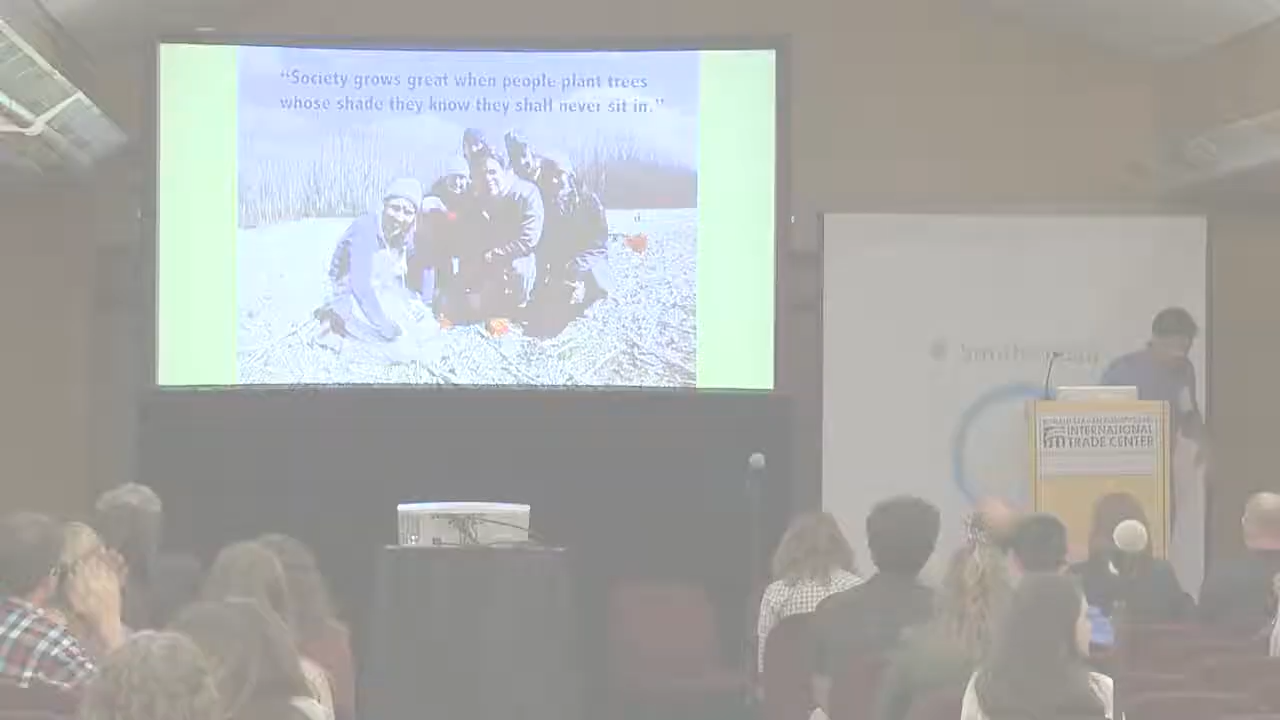 “Society grows great when people plant trees
whose shade they know they shall never sit in.”
Smithsonian
INTERNATIONAL
TRADE CENTER